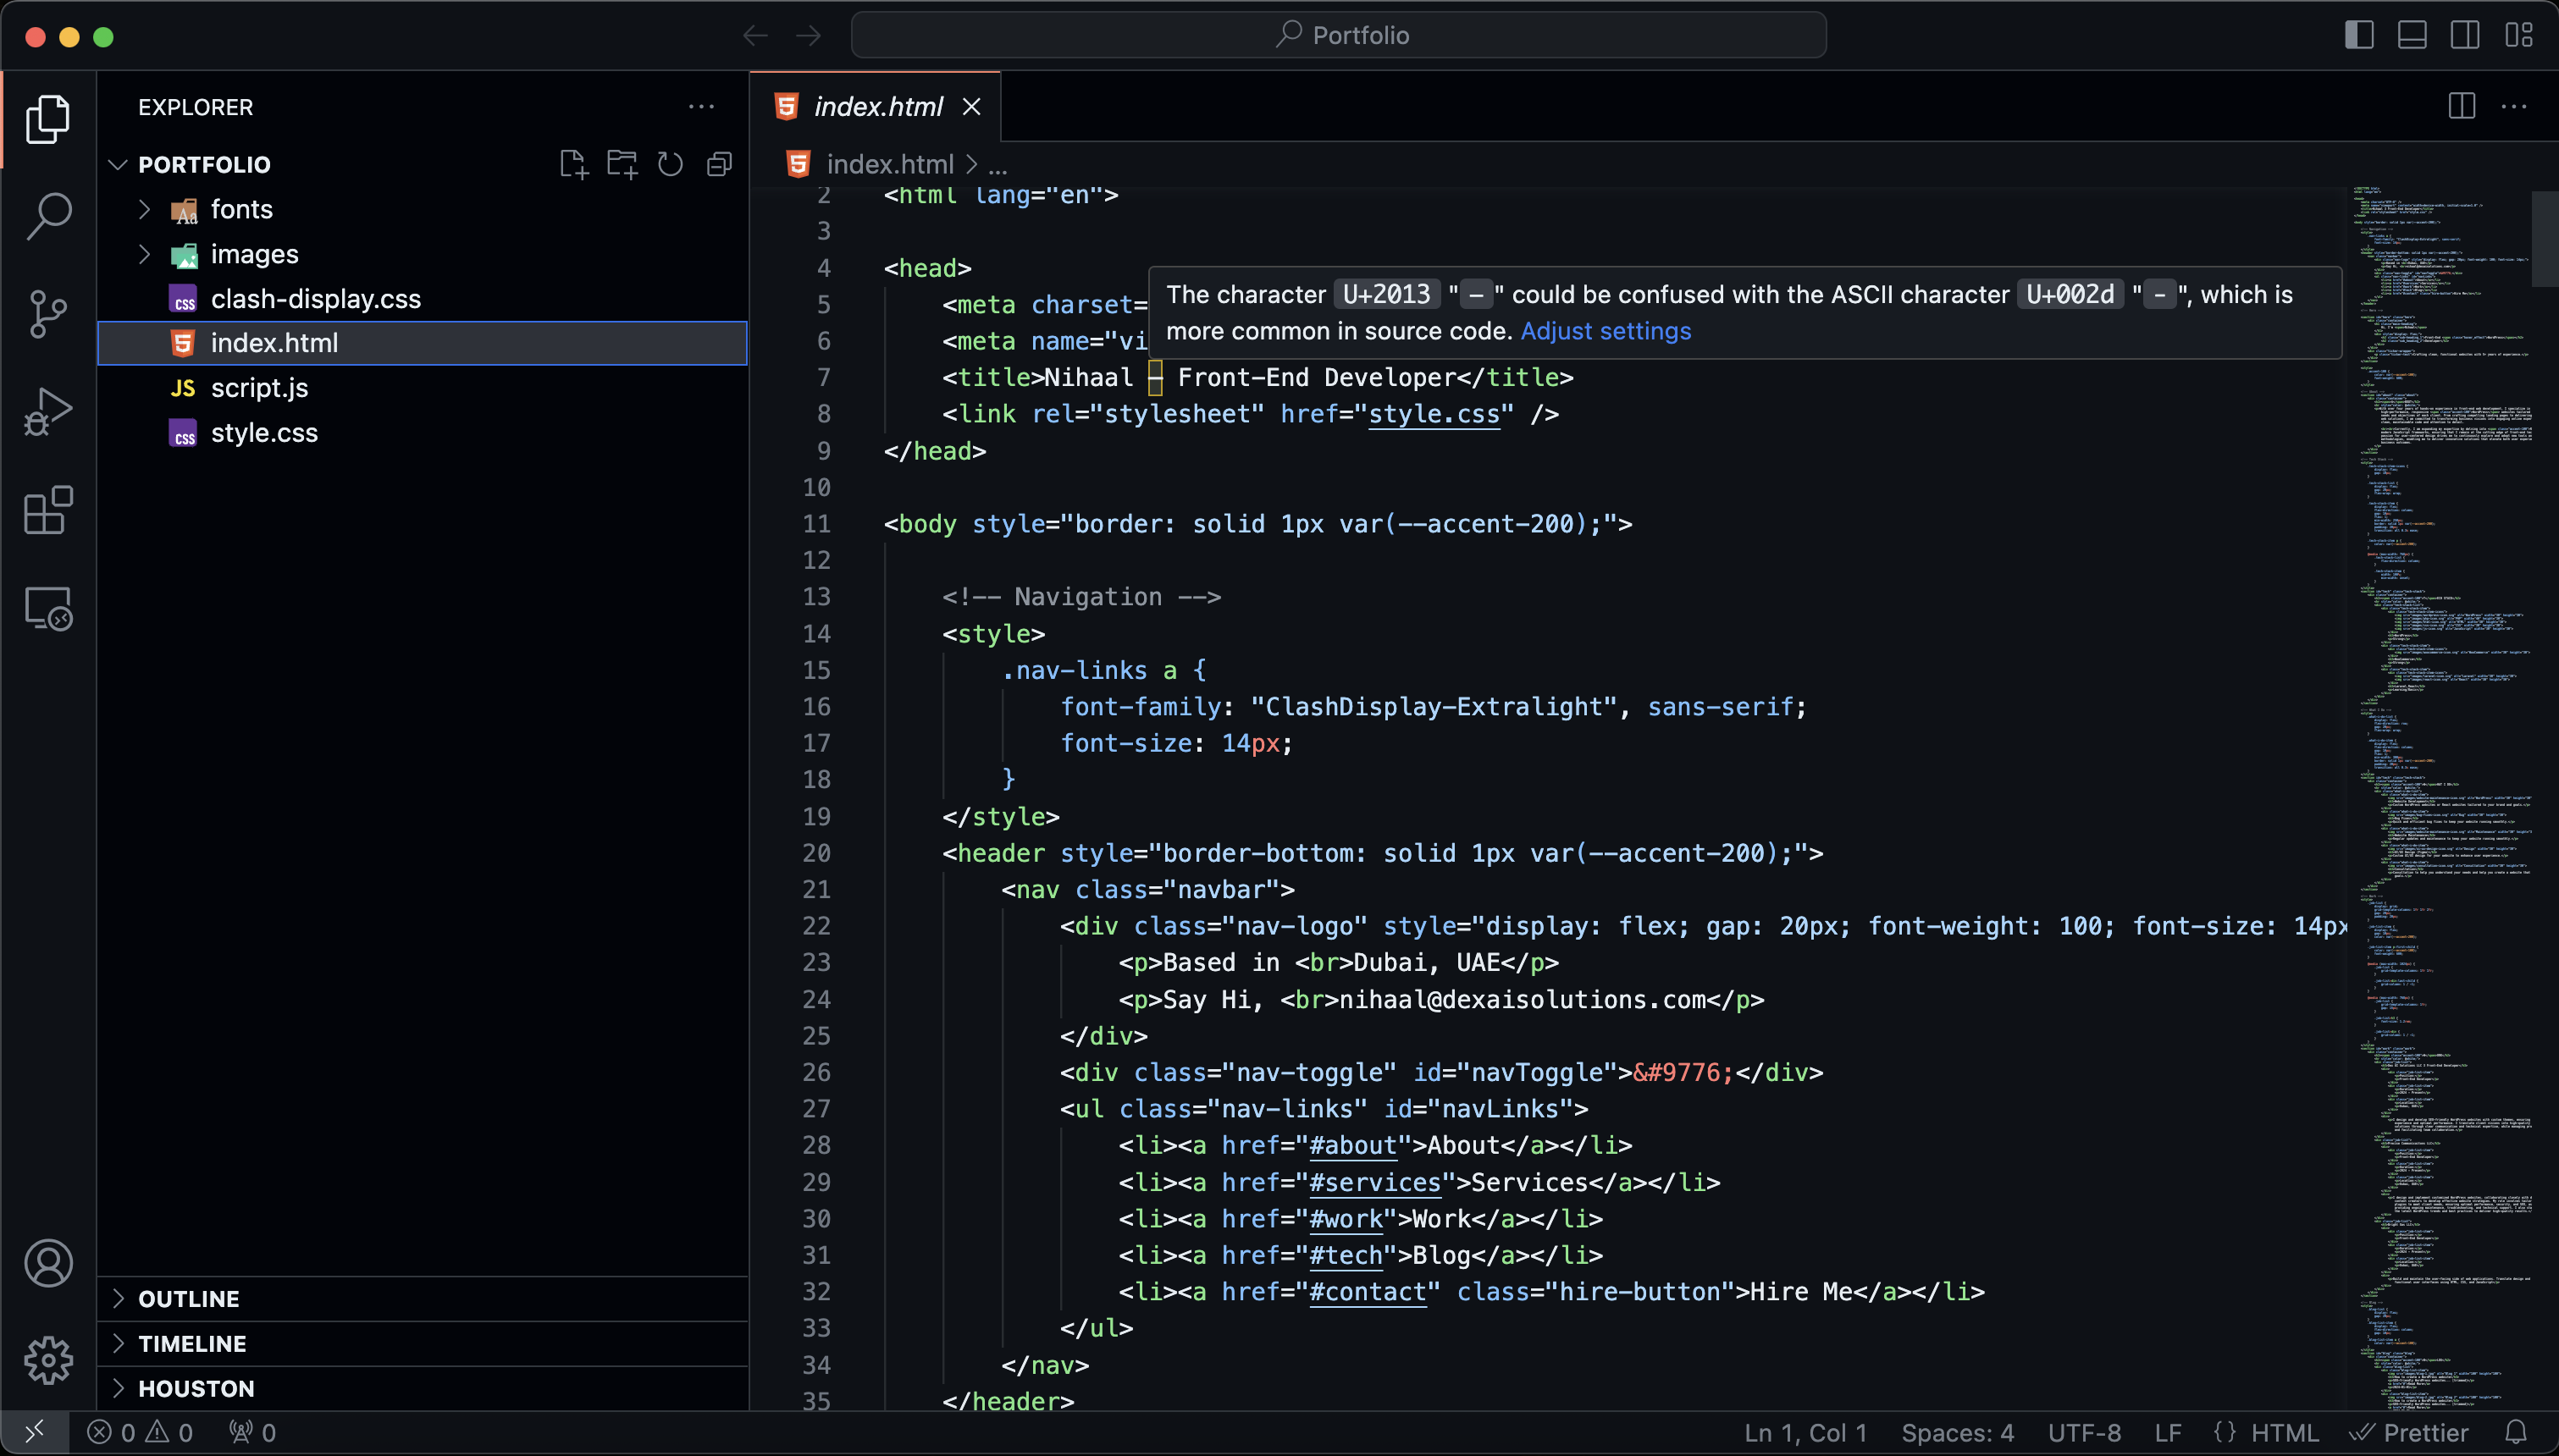 Portfolio
EXPLORER
PORTFOLIO
fonts
images
clash-display.css
index.html
script.js
style.css
OUTLINE
TIMELINE
HOUSTON
index.html
index.html > ...
2 <html lang="en">
3
4 <head>
The character U+2013 "–" could be confused with the ASCII character U+002d "-", which is
more common in source code. Adjust settings
5 <meta charset=
6 <meta name="vi
7 <title>Nihaal – Front-End Developer</title>
8 <link rel="stylesheet" href="style.css" />
9 </head>
10
11 <body style="border: solid 1px var(--accent-200);">
12
13 <!-- Navigation -->
14 <style>
15 .nav-links a {
16 font-family: "ClashDisplay-Extralight", sans-serif;
17 font-size: 14px;
18 }
19 </style>
20 <header style="border-bottom: solid 1px var(--accent-200);">
21 <nav class="navbar">
22 <div class="nav-logo" style="display: flex; gap: 20px; font-weight: 100; font-size: 14px
23 <p>Based in <br>Dubai, UAE</p>
24 <p>Say Hi, <br>nihaal@dexaisolutions.com</p>
25 </div>
26 <div class="nav-toggle" id="navToggle">&#9776;</div>
27 <ul class="nav-links" id="navLinks">
28 <li><a href="#about">About</a></li>
29 <li><a href="#services">Services</a></li>
30 <li><a href="#work">Work</a></li>
31 <li><a href="#tech">Blog</a></li>
32 <li><a href="#contact" class="hire-button">Hire Me</a></li>
33 </ul>
34 </nav>
35 </header>
0 0 0
Ln 1, Col 1 Spaces: 4 UTF-8 LF {} HTML Prettier